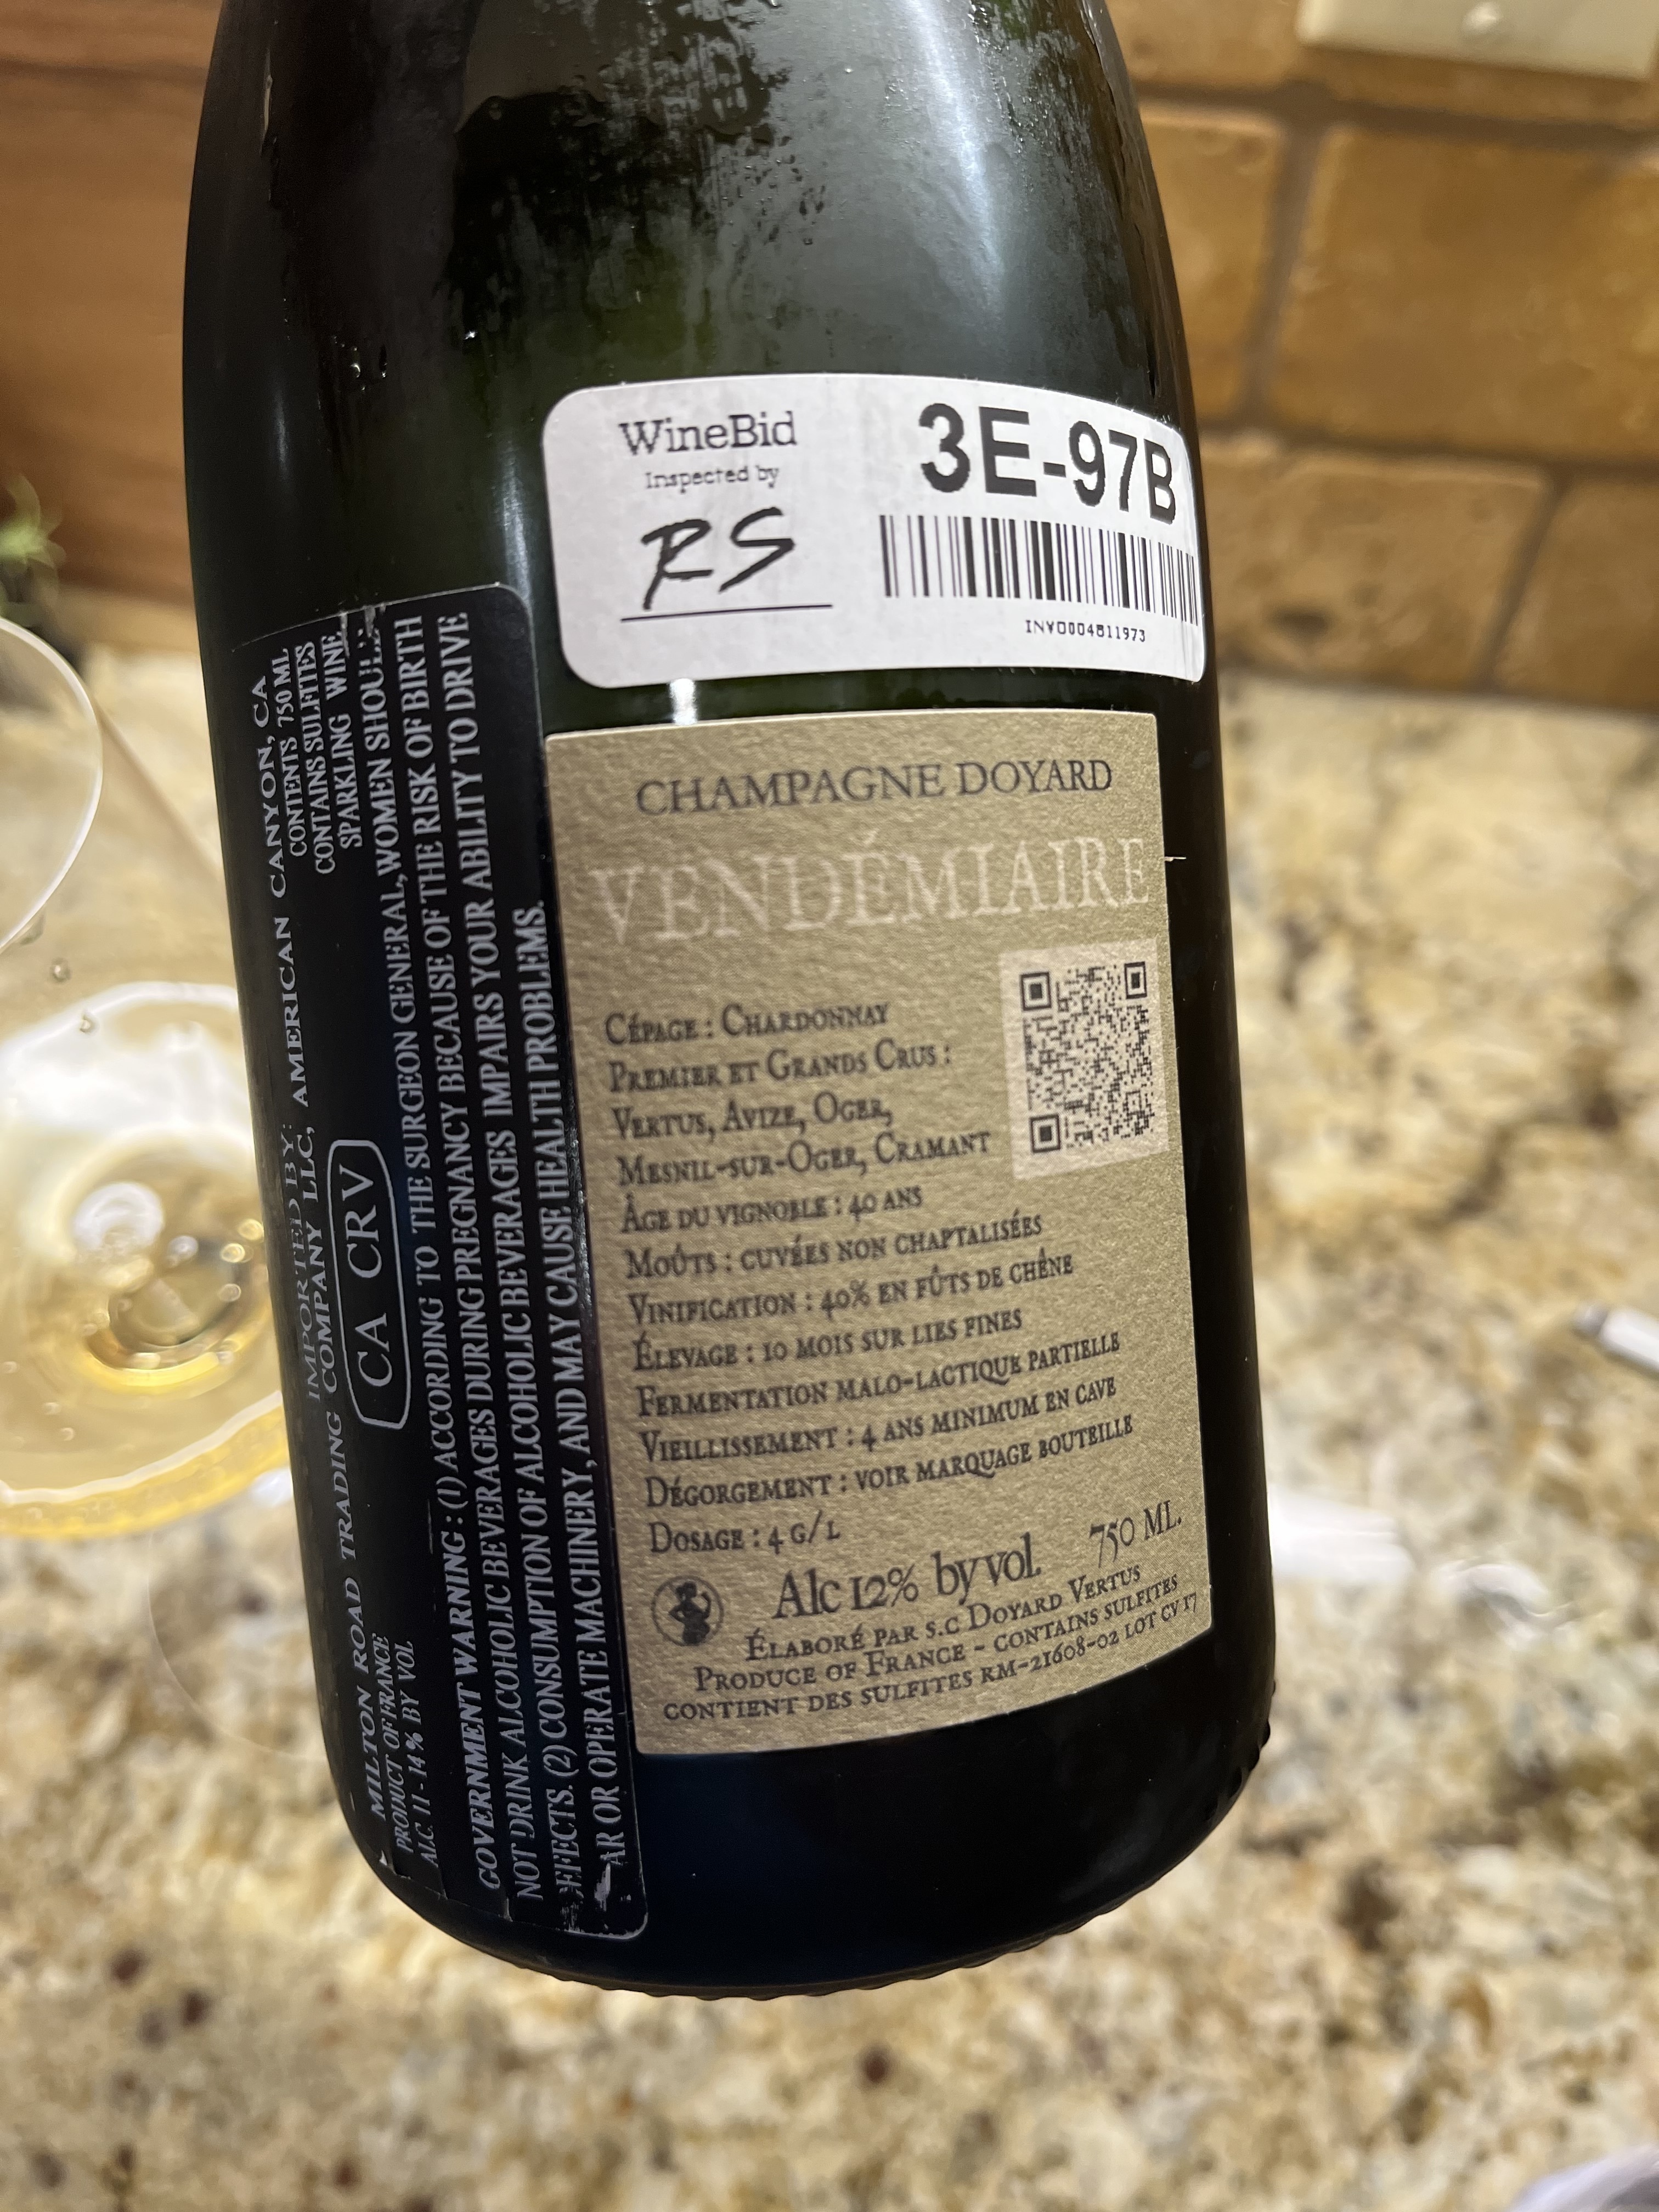 WineBid
Inspected by
RS
3E-97B
INV0004811973
CHAMPAGNE DOYARD
VENDÉMIAIRE
CÉPAGE : CHARDONNAY
PREMIER ET GRANDS CRUS :
VERTUS, AVIZE, OGER,
MESNIL-SUR-OGER, CRAMANT
ÂGE DU VIGNOBLE : 40 ANS
MOÛTS : CUVÉES NON CHAPTALISÉES
VINIFICATION : 40% EN FÛTS DE CHÊNE
ÉLEVAGE : 10 MOIS SUR LIES FINES
FERMENTATION MALO-LACTIQUE PARTIELLE
VIEILLISSEMENT : 4 ANS MINIMUM EN CAVE
DÉGORGEMENT : VOIR MARQUAGE BOUTEILLE
DOSAGE : 4 G/L
Alc 12% by vol. 750 ML.
ÉLABORÉ PAR S.C DOYARD VERTUS
PRODUCE OF FRANCE - CONTAINS SULFITES
CONTIENT DES SULFITES RM-21608-02 LOT CV 17
IMPORTED BY:
MILTON ROAD TRADING COMPANY LLC, AMERICAN CANYON, CA
PRODUCT OF FRANCE
ALC. 11 - 14% BY VOL
CA CRV
CONTENTS 750 ML
CONTAINS SULFITES
SPARKLING WINE
GOVERNMENT WARNING : (1) ACCORDING TO THE SURGEON GENERAL, WOMEN SHOUL
NOT DRINK ALCOHOLIC BEVERAGES DURING PREGNANCY BECAUSE OF THE RISK OF BIRTH
EFFECTS. (2) CONSUMPTION OF ALCOHOLIC BEVERAGES IMPAIRS YOUR ABILITY TO DRIVE
AR OR OPERATE MACHINERY, AND MAY CAUSE HEALTH PROBLEMS.